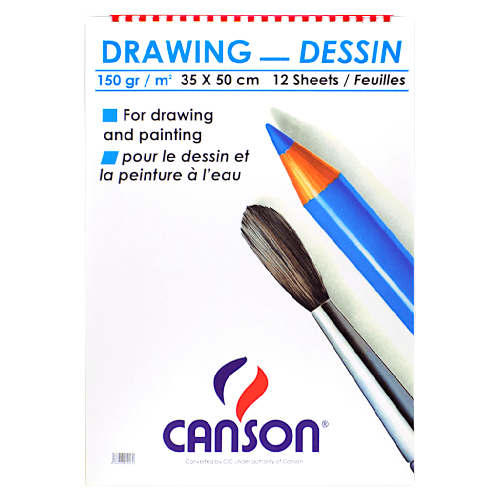 DRAWING __ DESSIN
150 gr / m² 35 X 50 cm 12 Sheets / Feuilles
For drawing
and painting
pour le dessin et
la peinture à l'eau
CANSON®
Converted by CIC under authority of Canson